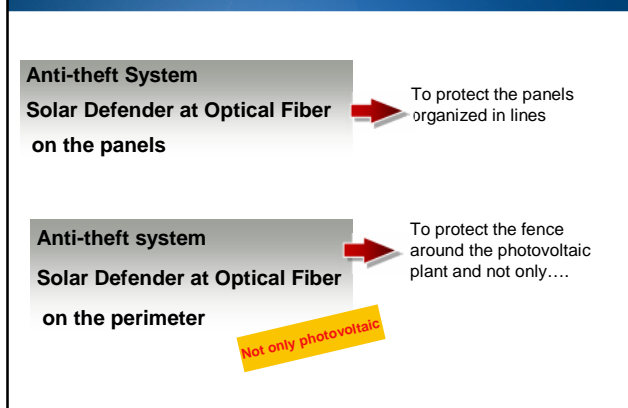 Anti-theft System
Solar Defender at Optical Fiber
on the panels
To protect the panels
organized in lines
Anti-theft system
Solar Defender at Optical Fiber
on the perimeter
To protect the fence
around the photovoltaic
plant and not only....
Not only photovoltaic